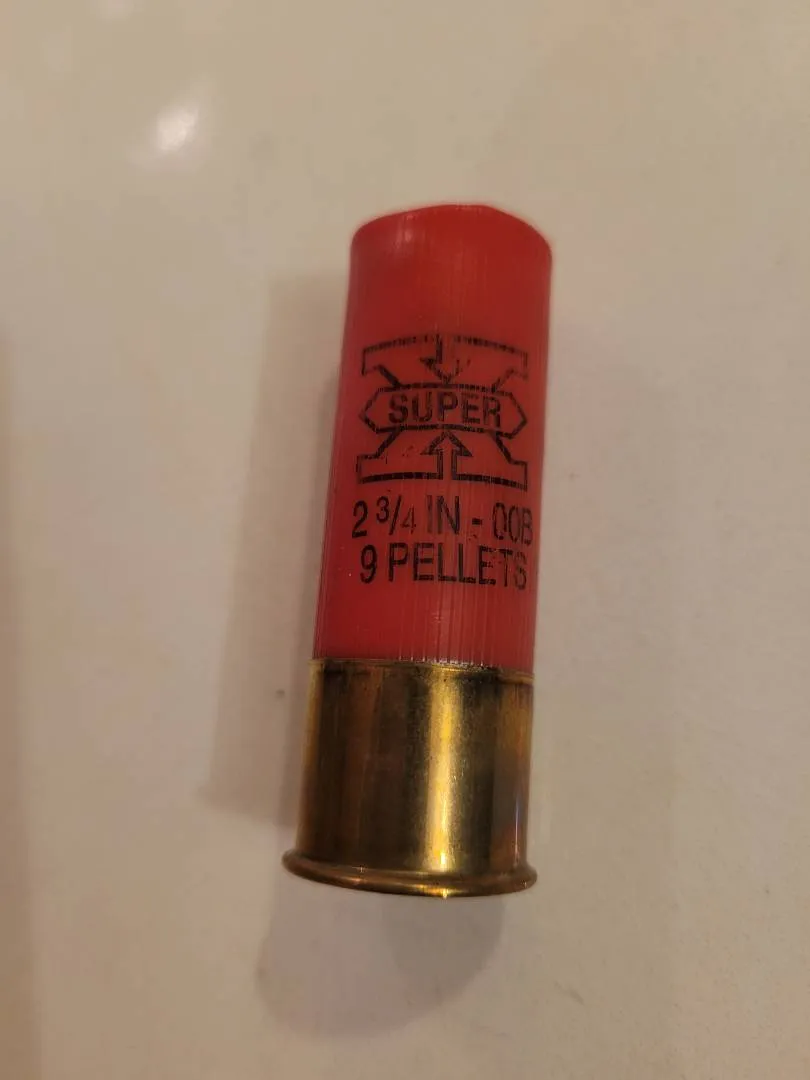 SUPER
2 3/4 IN - 00B
9 PELLETS